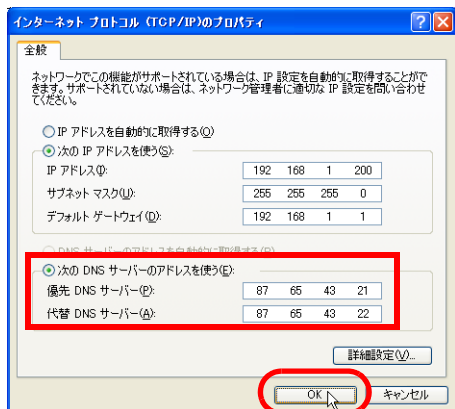 インターネット プロトコル (TCP/IP)のプロパティ
全般
ネットワークでこの機能がサポートされている場合は、IP 設定を自動的に取得することがで
きます。サポートされていない場合は、ネットワーク管理者に適切な IP 設定を問い合わせ
てください。
IP アドレスを自動的に取得する(O)
次の IP アドレスを使う(S):
IP アドレス(I): 192 168 1 200
サブネット マスク(U): 255 255 255 0
デフォルト ゲートウェイ(D): 192 168 1 1
DNS サーバーのアドレスを自動的に取得する(B)
次の DNS サーバーのアドレスを使う(E):
優先 DNS サーバー(P): 87 65 43 21
代替 DNS サーバー(A): 87 65 43 22
詳細設定(V)...
OK
キャンセル